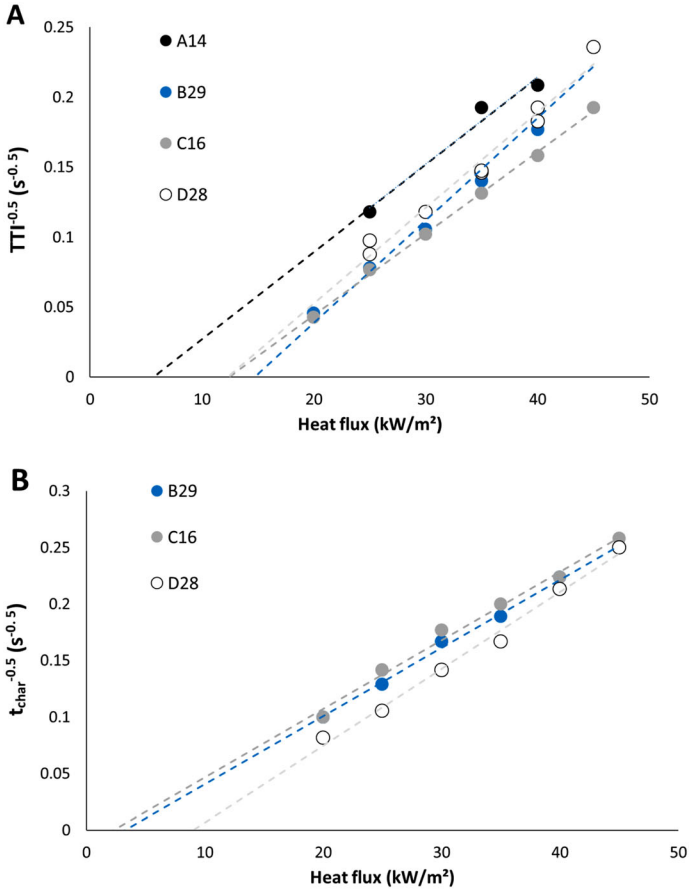 A
A14
B29
C16
D28
0.25
0.2
0.15
0.1
0.05
0
TTI⁻⁰·⁵ (s⁻⁰·⁵)
0 10 20 30 40 50
Heat flux (kW/m²)
B
B29
C16
D28
0.3
0.25
0.2
0.15
0.1
0.05
0
t_char⁻⁰·⁵ (s⁻⁰·⁵)
0 10 20 30 40 50
Heat flux (kW/m²)